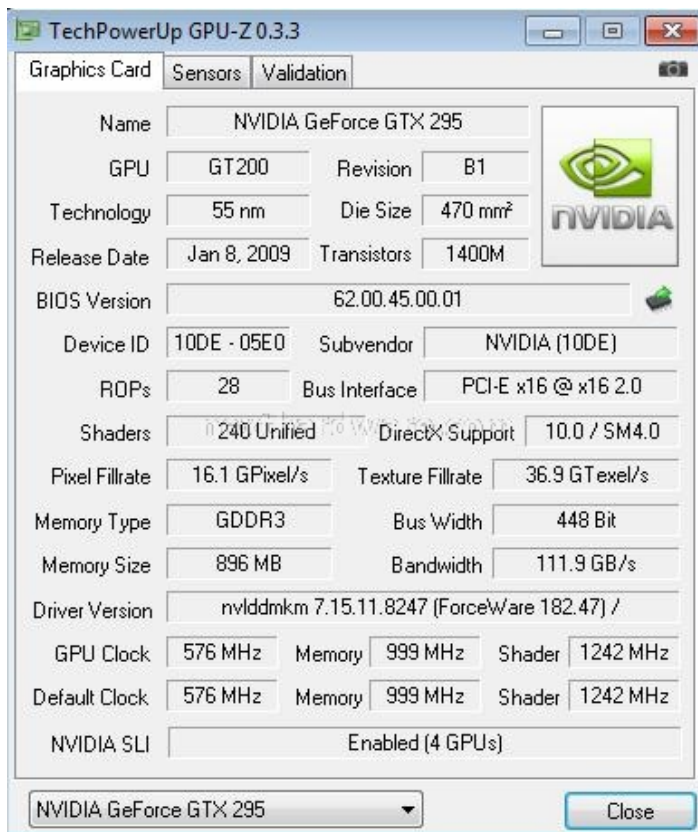 TechPowerUp GPU-Z 0.3.3
Graphics Card Sensors Validation
Name NVIDIA GeForce GTX 295
GPU GT200 Revision B1
Technology 55 nm Die Size 470 mm²
NVIDIA
Release Date Jan 8, 2009 Transistors 1400M
BIOS Version 62.00.45.00.01
Device ID 10DE - 05E0 Subvendor NVIDIA (10DE)
ROPs 28 Bus Interface PCI-E x16 @ x16 2.0
Shaders 240 Unified DirectX Support 10.0 / SM4.0
Pixel Fillrate 16.1 GPixel/s Texture Fillrate 36.9 GTexel/s
Memory Type GDDR3 Bus Width 448 Bit
Memory Size 896 MB Bandwidth 111.9 GB/s
Driver Version nvlddmkm 7.15.11.8247 (ForceWare 182.47) /
GPU Clock 576 MHz Memory 999 MHz Shader 1242 MHz
Default Clock 576 MHz Memory 999 MHz Shader 1242 MHz
NVIDIA SLI Enabled (4 GPUs)
NVIDIA GeForce GTX 295 Close